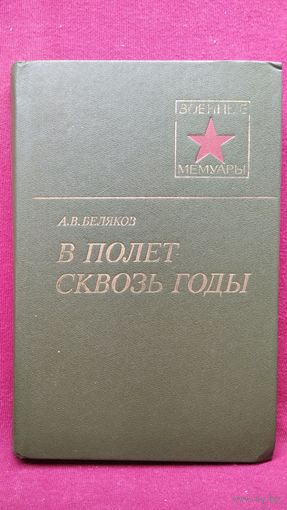 ВОЕННЫЕ
МЕМУАРЫ
А.В.БЕЛЯКОВ
В ПОЛЕТ
СКВОЗЬ ГОДЫ